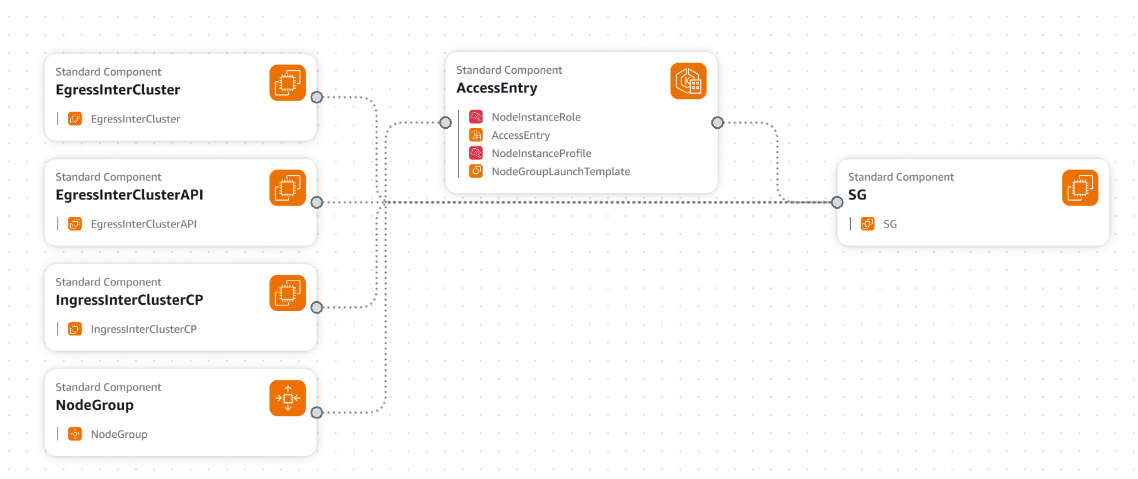 Standard Component
EgressInterCluster
EgressInterCluster
Standard Component
EgressInterClusterAPI
EgressInterClusterAPI
Standard Component
IngressInterClusterCP
IngressInterClusterCP
Standard Component
NodeGroup
NodeGroup
Standard Component
AccessEntry
NodeInstanceRole
AccessEntry
NodeInstanceProfile
NodeGroupLaunchTemplate
Standard Component
SG
SG